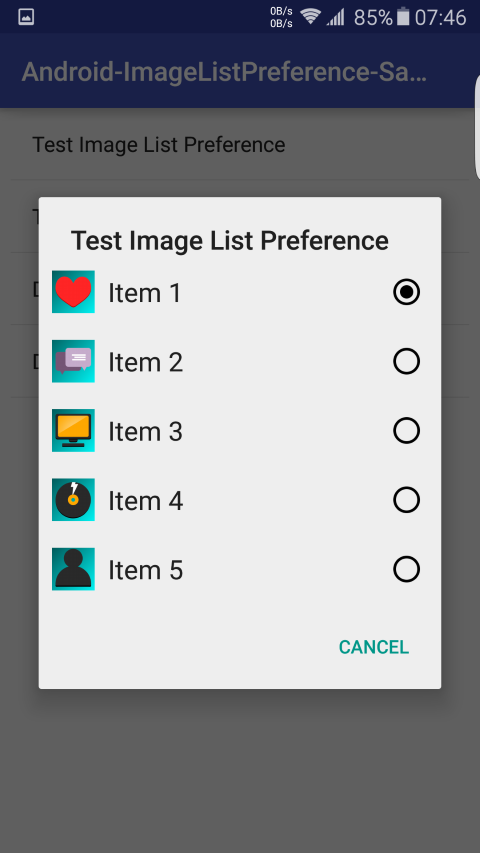 0B/s
0B/s
85%
07:46
Android-ImageListPreference-Sa...
Test Image List Preference
Test Image List Preference
Item 1
Item 2
Item 3
Item 4
Item 5
CANCEL